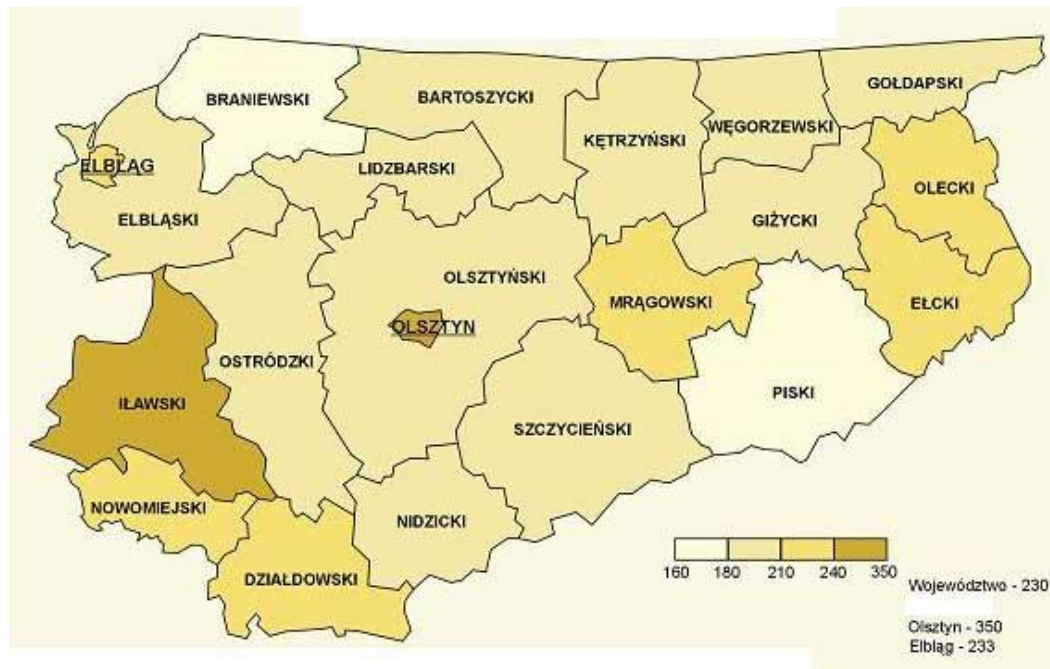 GOŁDAPSKI
BRANIEWSKI
BARTOSZYCKI
WĘGORZEWSKI
KĘTRZYŃSKI
ELBLĄG
LIDZBARSKI
OLECKI
ELBLĄSKI
GIŻYCKI
OLSZTYŃSKI
MRĄGOWSKI
EŁCKI
OLSZTYN
OSTRÓDZKI
PISKI
IŁAWSKI
SZCZYCIEŃSKI
NOWOMIEJSKI
NIDZICKI
DZIAŁDOWSKI
160 180 210 240 350
Województwo - 230
Olsztyn - 350
Elbląg - 233